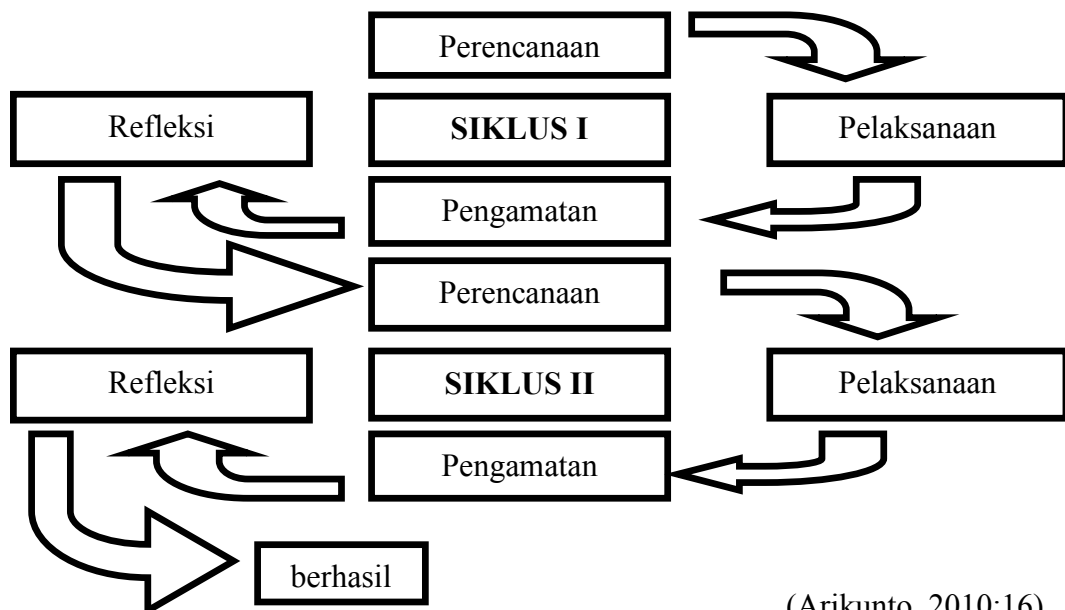 Perencanaan
Refleksi
SIKLUS I
Pelaksanaan
Pengamatan
Perencanaan
Refleksi
SIKLUS II
Pelaksanaan
Pengamatan
berhasil
(Arikunto, 2010:16)